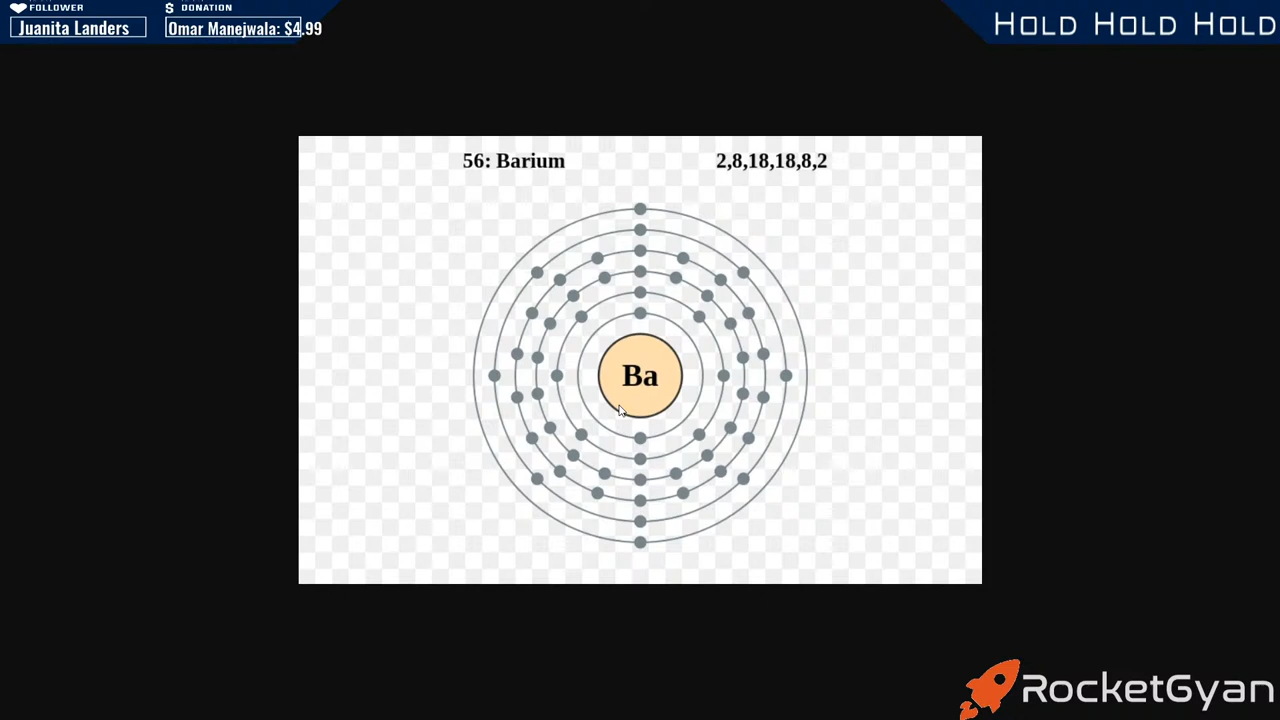 FOLLOWER
Juanita Landers
$ DONATION
Omar Manejwala: $4.99
HOLD HOLD HOLD
56: Barium
2,8,18,18,8,2
Ba
RocketGyan